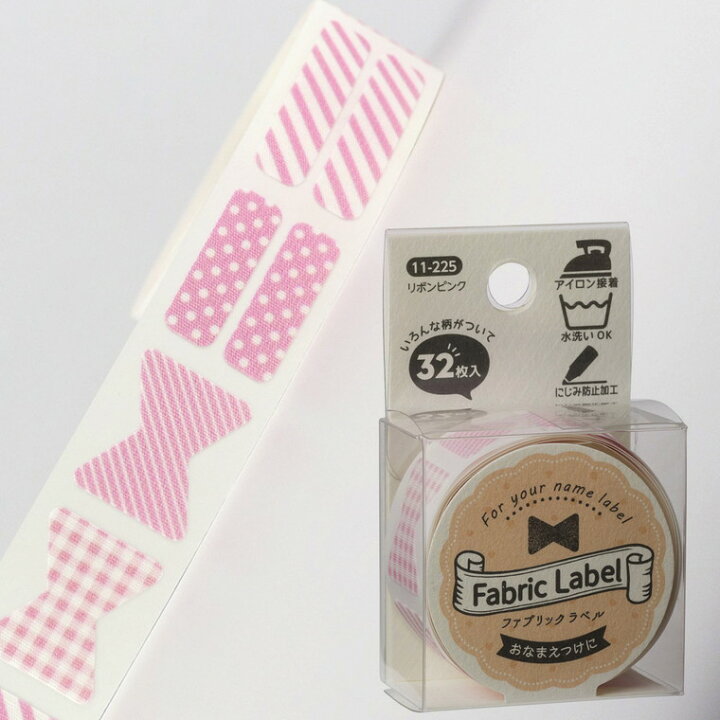 11-225
リボンピンク
いろんな柄がついて
32枚入
アイロン接着
水洗いOK
にじみ防止加工
For your name label
Fabric Label
ファブリックラベル
おなまえつけに